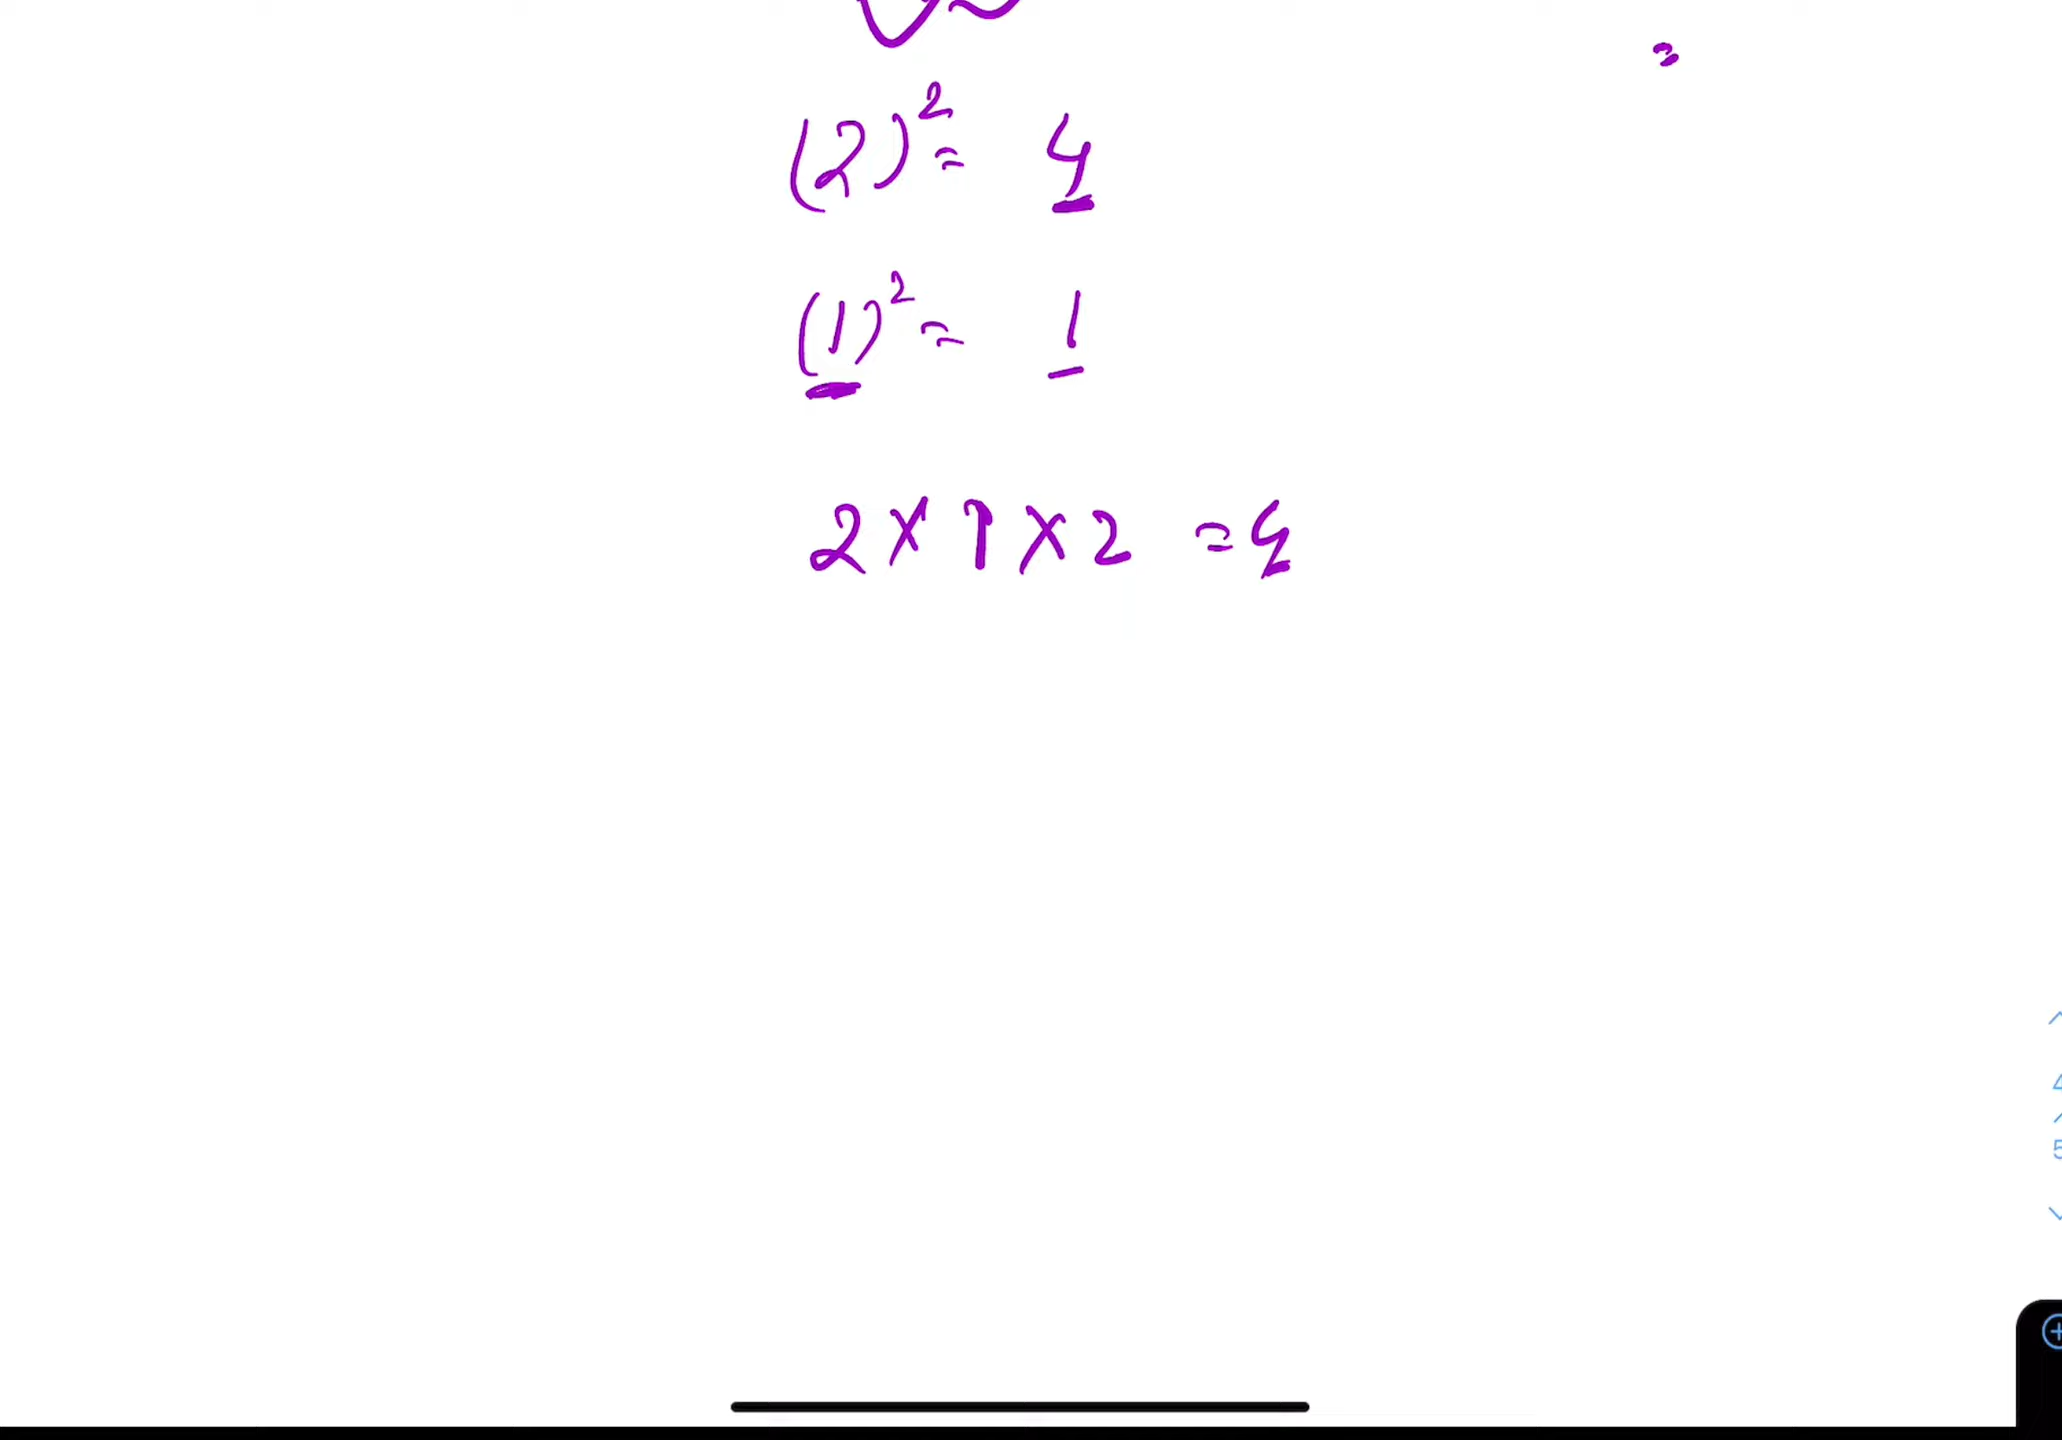 =
(2)² = 4
(1)² = 1
2 × 1 × 2 = 4